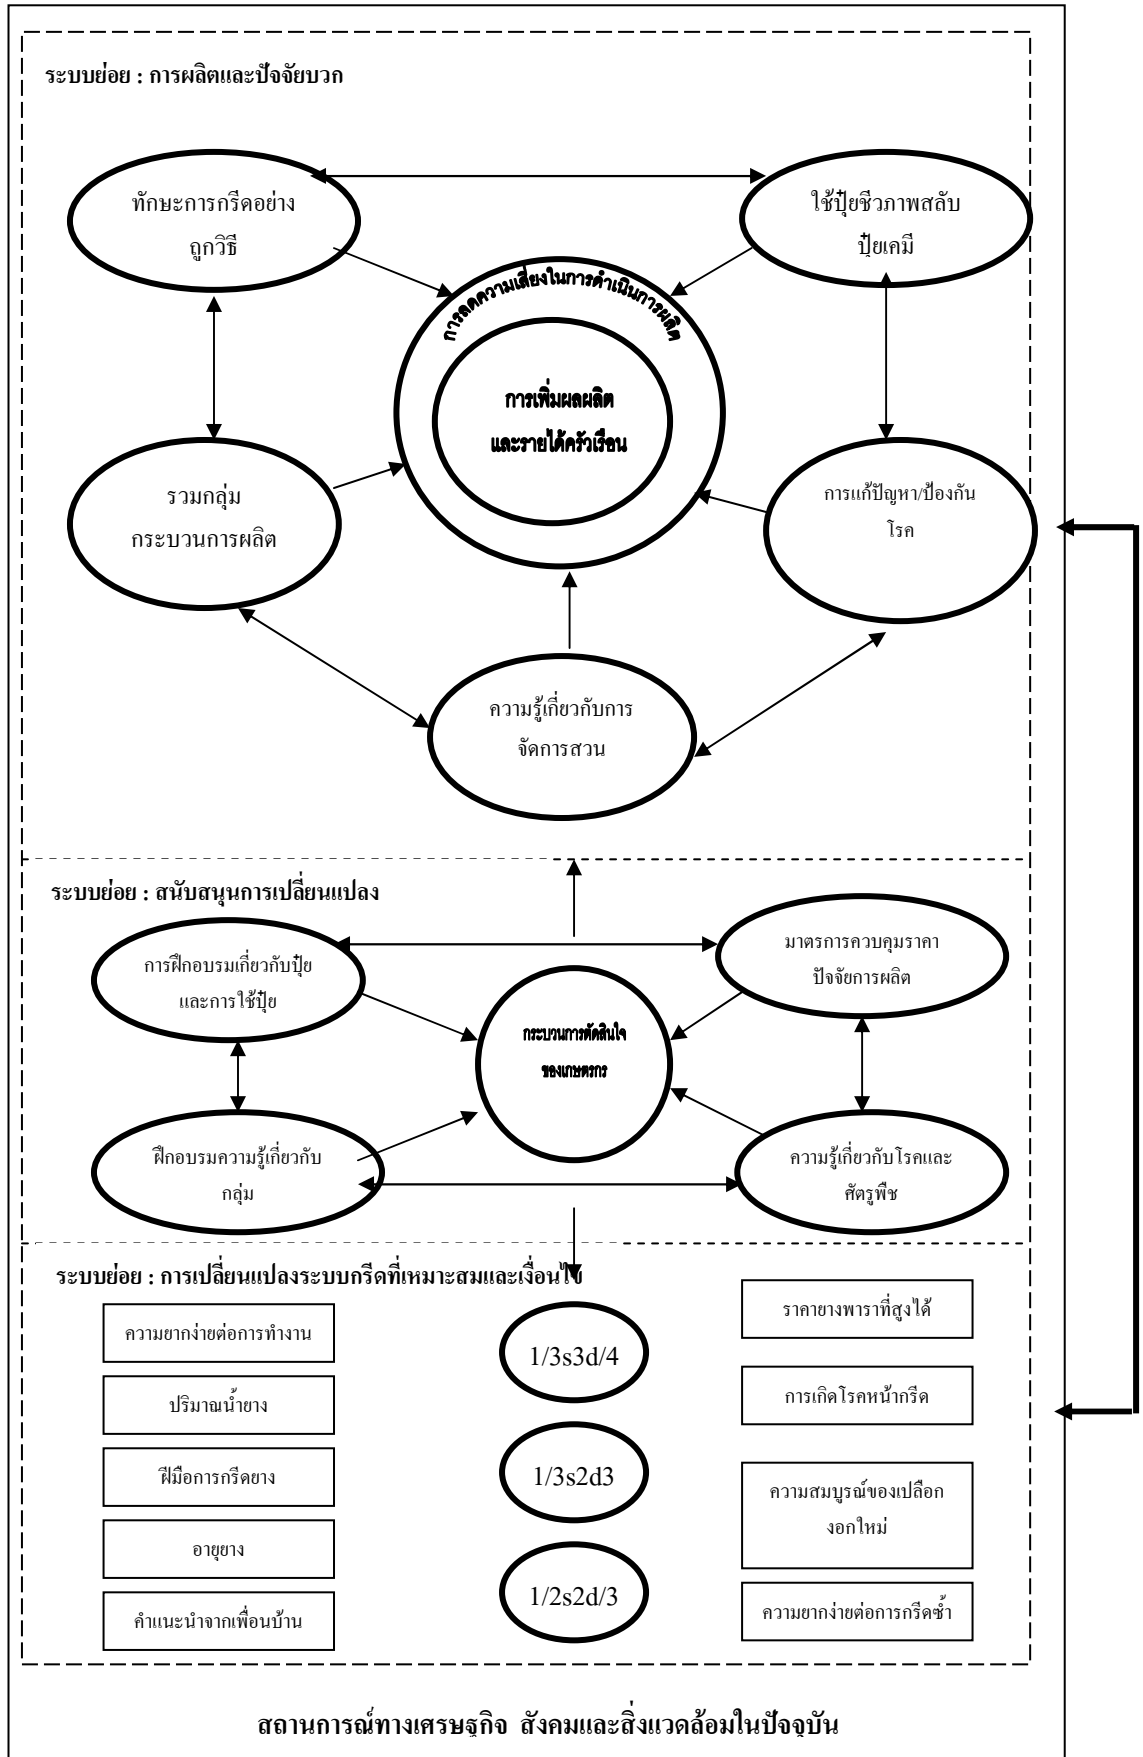 ระบบย่อย : การผลิตและปัจจัยบวก
ทักษะการกรีดอย่าง
ถูกวิธี
ใช้ปุ๋ยชีวภาพสลับ
ปุ๋ยเคมี
การลดความเสี่ยงในการดำเนินการผลิต
การเพิ่มผลผลิต
และรายได้ครัวเรือน
รวมกลุ่ม
กระบวนการผลิต
การแก้ปัญหา/ป้องกัน
โรค
ความรู้เกี่ยวกับการ
จัดการสวน
ระบบย่อย : สนับสนุนการเปลี่ยนแปลง
การฝึกอบรมเกี่ยวกับปุ๋ย
และการใช้ปุ๋ย
มาตรการควบคุมราคา
ปัจจัยการผลิต
กระบวนการตัดสินใจ
ของเกษตรกร
ฝึกอบรมความรู้เกี่ยวกับ
กลุ่ม
ความรู้เกี่ยวกับโรคและ
ศัตรูพืช
ระบบย่อย : การเปลี่ยนแปลงระบบกรีดที่เหมาะสมและเงื่อนไข
ความยากง่ายต่อการทำงาน
ปริมาณน้ำยาง
ฝีมือการกรีดยาง
อายุยาง
คำแนะนำจากเพื่อนบ้าน
1/3s3d/4
1/3s2d3
1/2s2d/3
ราคายางพาราที่สูงได้
การเกิดโรคหน้ากรีด
ความสมบูรณ์ของเปลือก
งอกใหม่
ความยากง่ายต่อการกรีดซ้ำ
สถานการณ์ทางเศรษฐกิจ สังคมและสิ่งแวดล้อมในปัจจุบัน